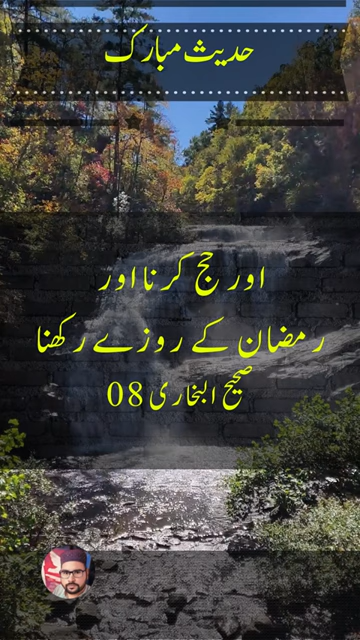 حدیث مبارک
اور حج کرنا اور
رمضان کے روزے رکھنا
صحیح البخاری 08